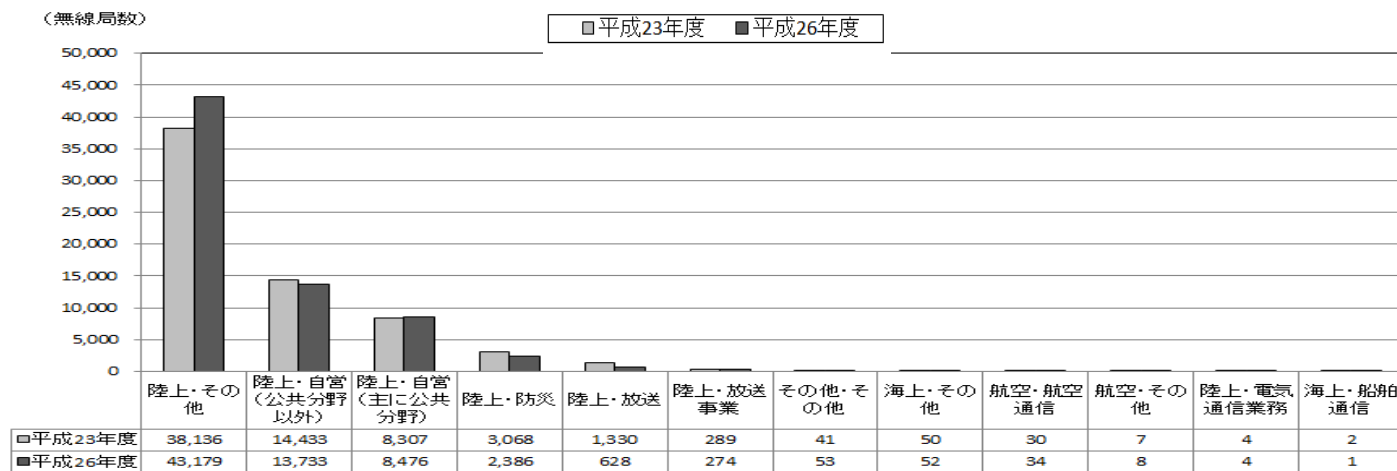 （無線局数）
□平成23年度 ■平成26年度
50,000
45,000
40,000
35,000
30,000
25,000
20,000
15,000
10,000
5,000
0
陸上・その他 陸上・自営（公共分野以外） 陸上・自営（主に公共分野） 陸上・防災 陸上・放送 陸上・放送事業 その他・その他 海上・その他 航空・航空通信 航空・その他 陸上・電気通信業務 海上・船舶通信
□平成23年度 38,136 14,433 8,307 3,068 1,330 289 41 50 30 7 4 2
■平成26年度 43,179 13,733 8,476 2,386 628 274 53 52 34 8 4 1